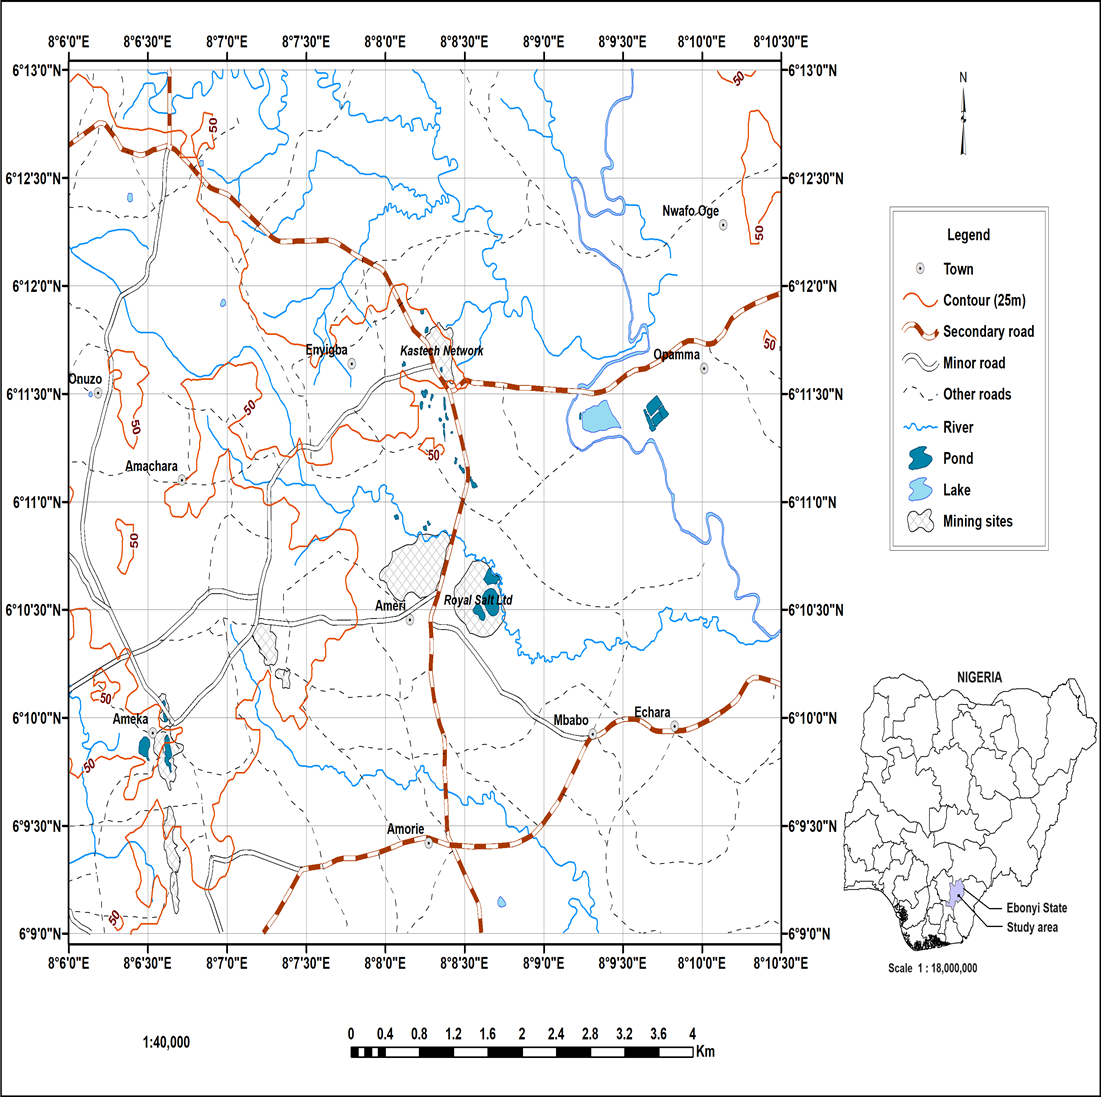 8°6'0"E 8°6'30"E 8°7'0"E 8°7'30"E 8°8'0"E 8°8'30"E 8°9'0"E 8°9'30"E 8°10'0"E 8°10'30"E
6°13'0"N 6°13'0"N
50
50
6°12'30"N 6°12'30"N
Nwafo Oge
50
6°12'0"N 6°12'0"N
Enyigba Kastech Network Opamma 50
Onuzo
6°11'30"N 6°11'30"N
50
50
50
Amachara
6°11'0"N 6°11'0"N
50
Ameri Royal Salt Ltd
6°10'30"N 6°10'30"N
50
Ameka Mbabo Echara
6°10'0"N 6°10'0"N
50
6°9'30"N 6°9'30"N
Amorie
50
6°9'0"N 6°9'0"N
8°6'0"E 8°6'30"E 8°7'0"E 8°7'30"E 8°8'0"E 8°8'30"E 8°9'0"E 8°9'30"E 8°10'0"E 8°10'30"E
1:40,000
0 0.4 0.8 1.2 1.6 2 2.4 2.8 3.2 3.6 4
Km
N
Legend
Town
Contour (25m)
Secondary road
Minor road
Other roads
River
Pond
Lake
Mining sites
NIGERIA
Ebonyi State
Study area
Scale 1 : 18,000,000